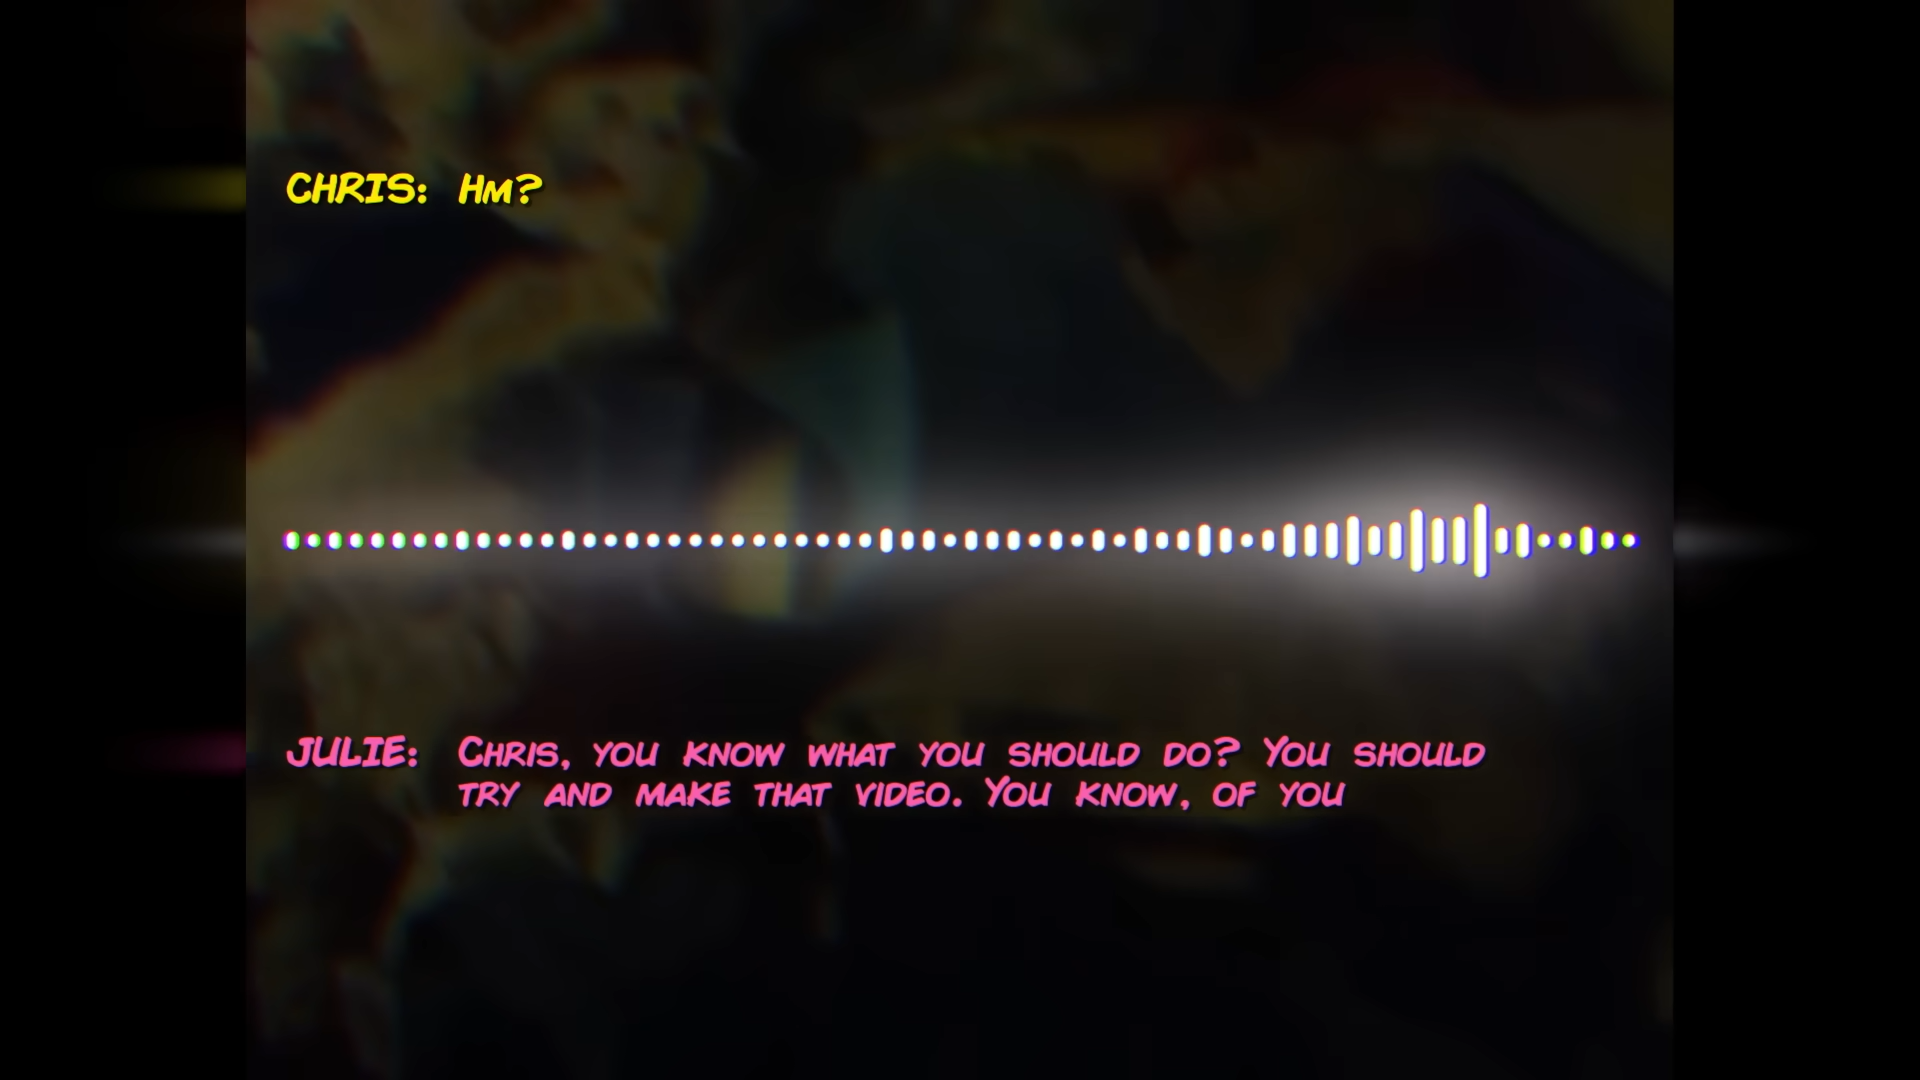 CHRIS: Hm?
JULIE: Chris, you know what you should do? You should
try and make that video. You know, of you